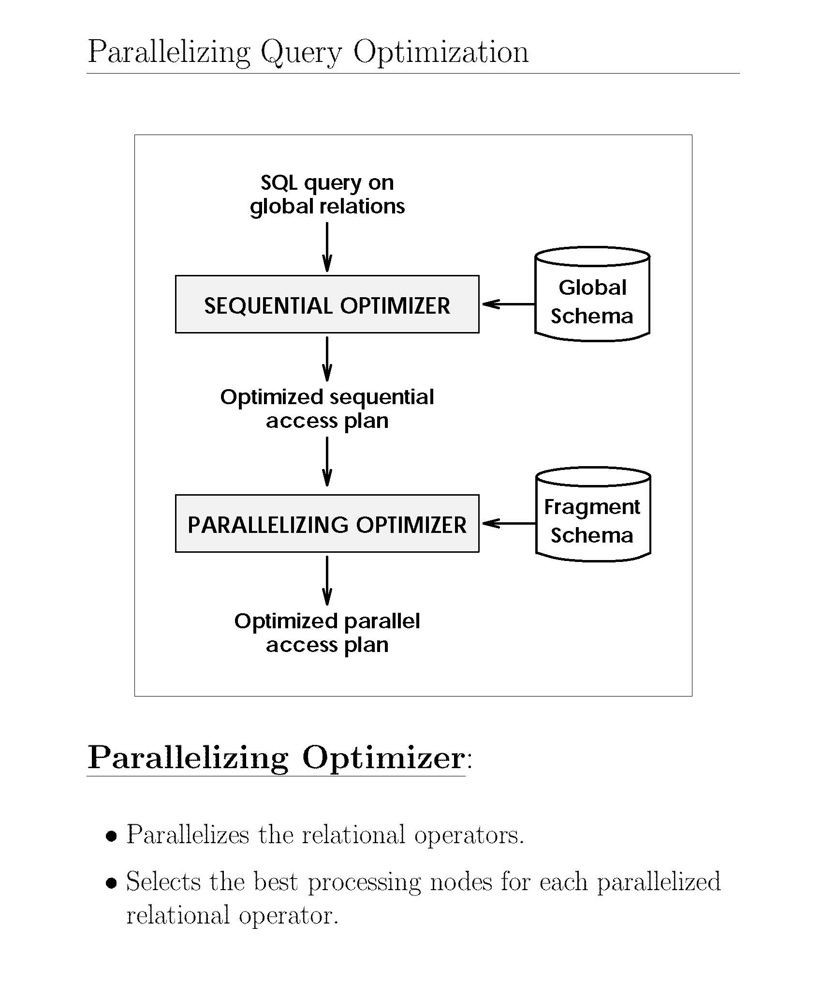 Parallelizing Query Optimization
SQL query on
global relations
SEQUENTIAL OPTIMIZER
Global
Schema
Optimized sequential
access plan
PARALLELIZING OPTIMIZER
Fragment
Schema
Optimized parallel
access plan
Parallelizing Optimizer:
• Parallelizes the relational operators.
• Selects the best processing nodes for each parallelized
relational operator.